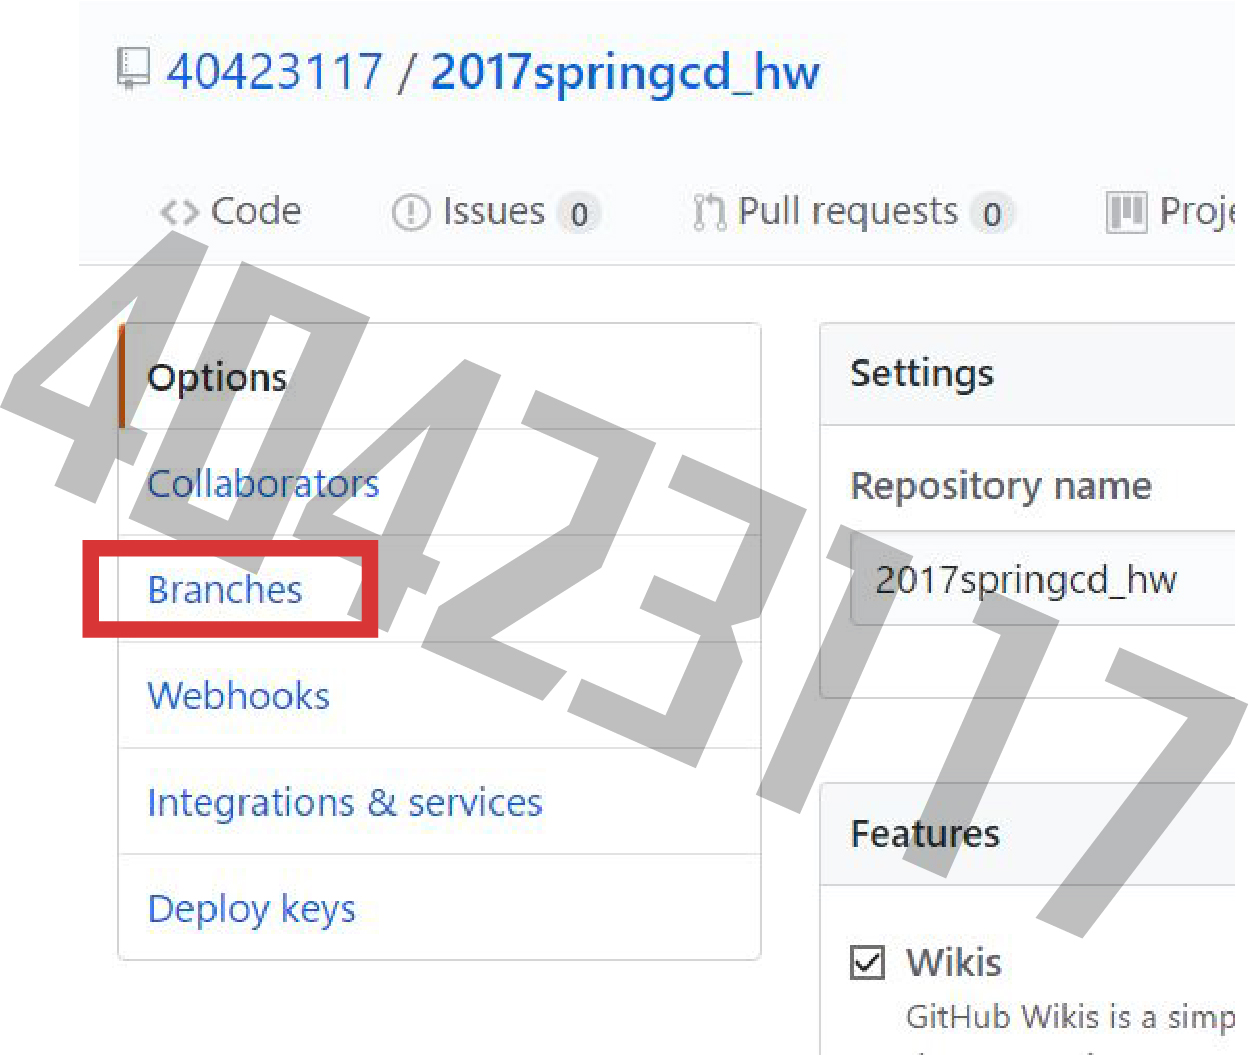 40423117 / 2017springcd_hw
Code Issues 0 Pull requests 0 Proje
Options
Collaborators
Branches
Webhooks
Integrations & services
Deploy keys
Settings
Repository name
2017springcd_hw
Features
Wikis
GitHub Wikis is a simp
40423117